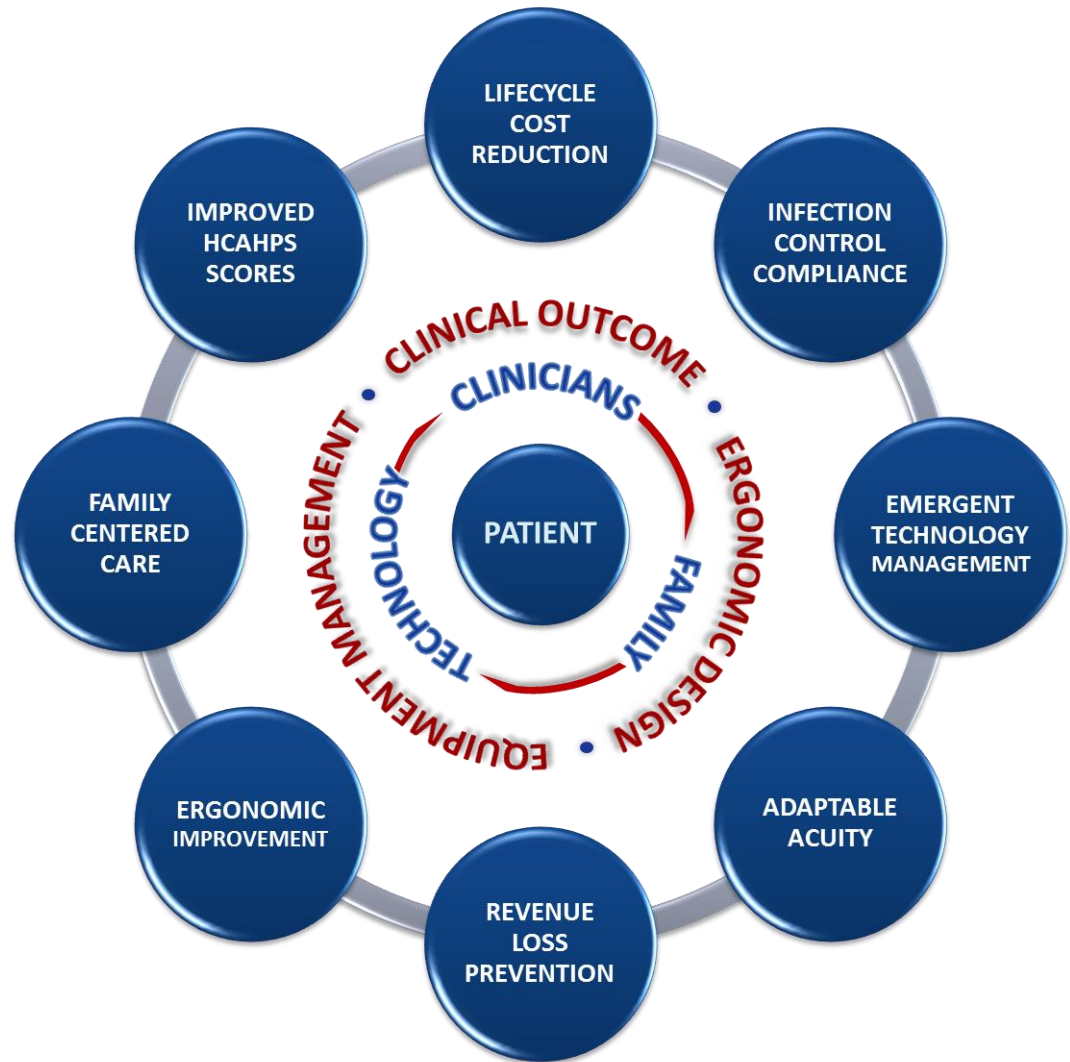 LIFECYCLE
COST
REDUCTION
INFECTION
CONTROL
COMPLIANCE
EMERGENT
TECHNOLOGY
MANAGEMENT
ADAPTABLE
ACUITY
REVENUE
LOSS
PREVENTION
ERGONOMIC
IMPROVEMENT
FAMILY
CENTERED
CARE
IMPROVED
HCAHPS
SCORES
CLINICAL OUTCOME •
ERGONOMIC DESIGN •
EQUIPMENT MANAGEMENT •
CLINICIANS
FAMILY
TECHNOLOGY
PATIENT